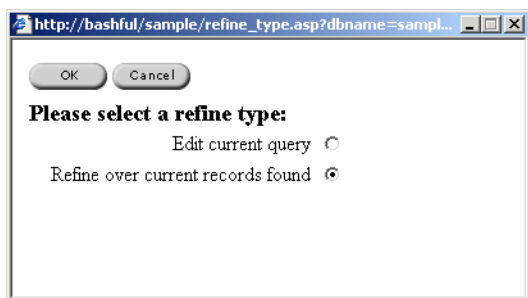 http://bashful/sample/refine_type.asp?dbname=sampl...
OK Cancel
Please select a refine type:
Edit current query
Refine over current records found